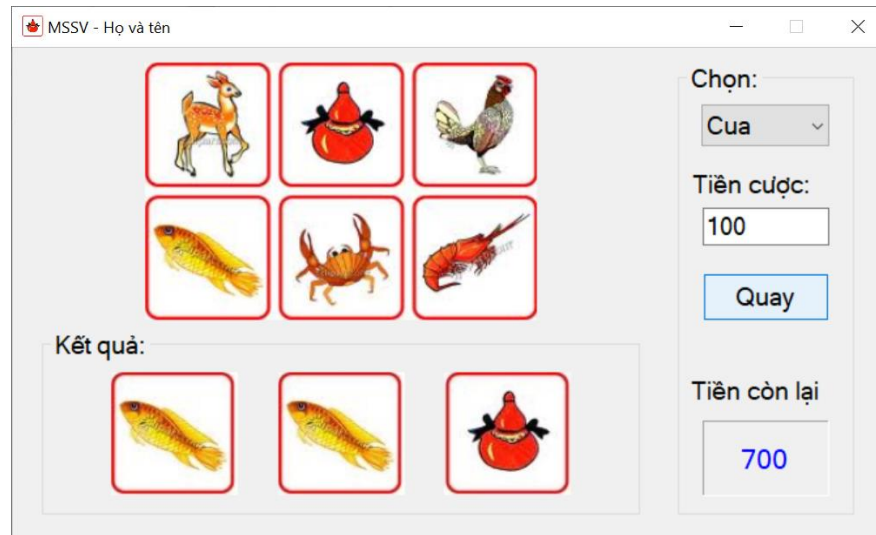 MSSV - Họ và tên
Chọn:
Cua
Tiền cược:
100
Quay
Kết quả:
Tiền còn lại
700